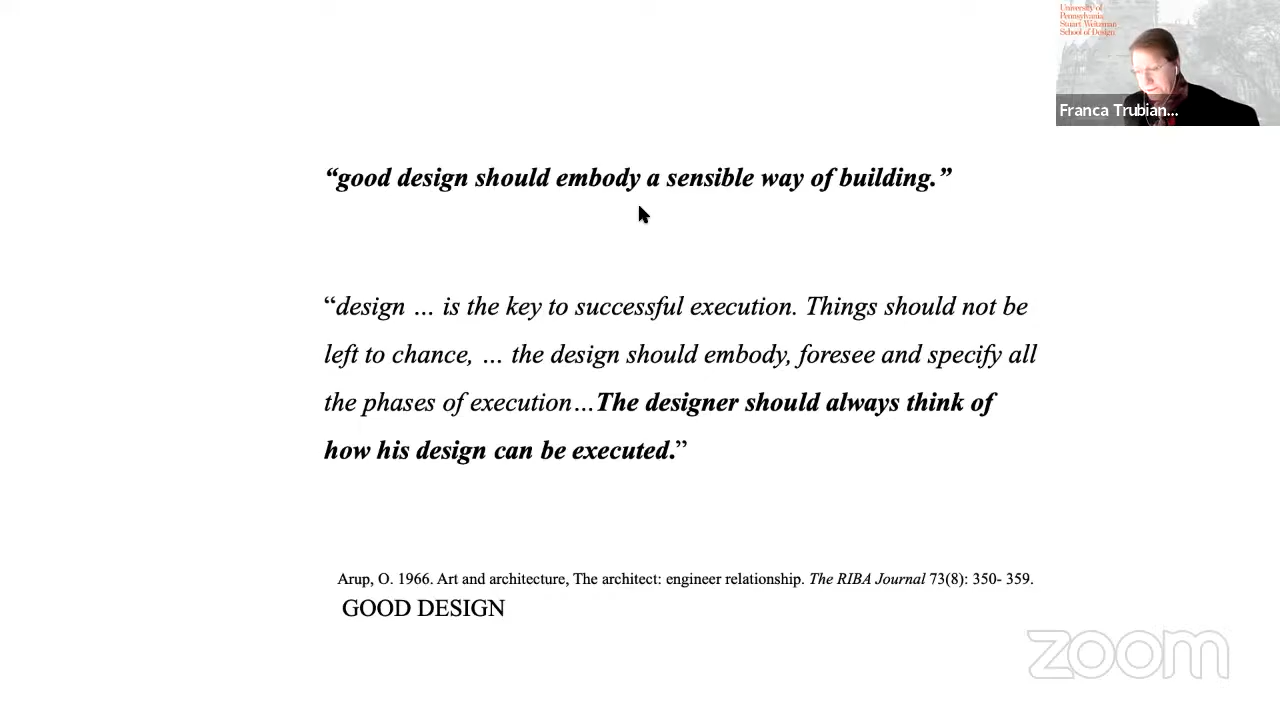 University of
Pennsylvania
Stuart Weitzman
School of Design
Franca Trubian...
“good design should embody a sensible way of building.”
“design ... is the key to successful execution. Things should not be
left to chance, ... the design should embody, foresee and specify all
the phases of execution...The designer should always think of
how his design can be executed.”
Arup, O. 1966. Art and architecture, The architect: engineer relationship. The RIBA Journal 73(8): 350- 359.
GOOD DESIGN
zoom